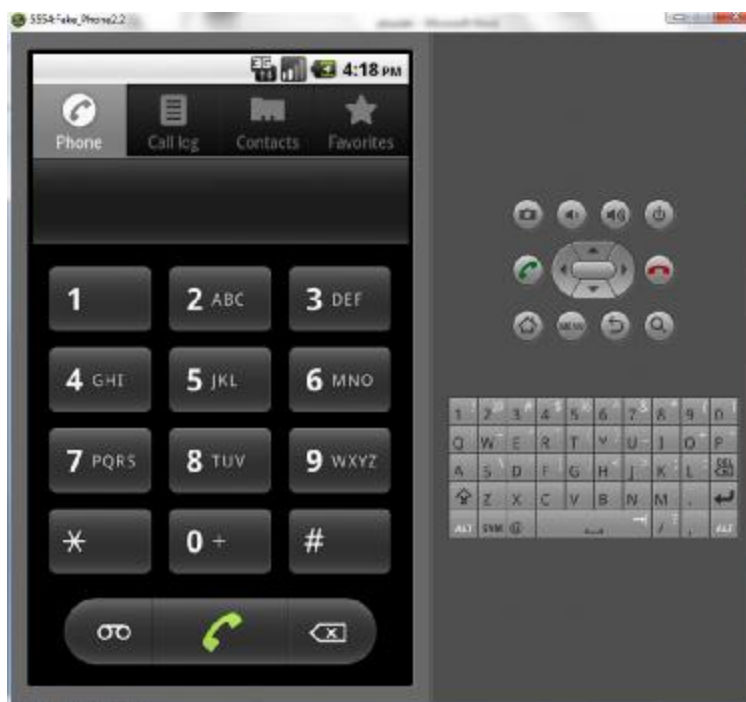 5554:Fake_Phone2.2
3G 4:18 PM
Phone Call log Contacts Favorites
1 2 ABC 3 DEF
4 GHI 5 JKL 6 MNO
7 PQRS 8 TUV 9 WXYZ
* 0 + #
MENU
1 2 3 4 5 6 7 8 9 0
Q W E R T Y U I O P
A S D F G H J K L DEL
Z X C V B N M .
ALT SYM @ / , ALT